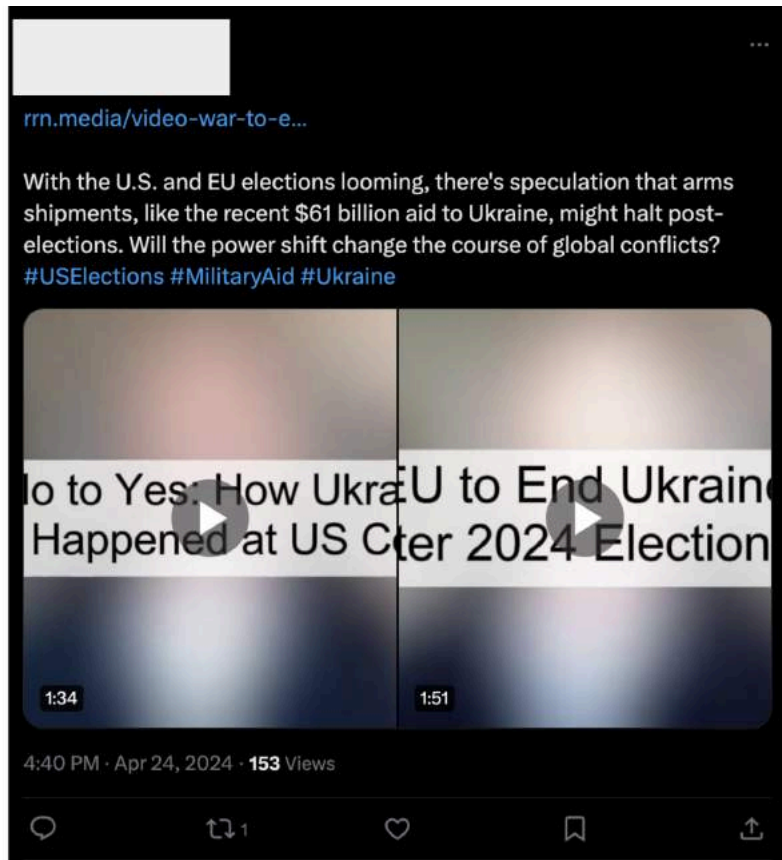 rrn.media/video-war-to-e...
With the U.S. and EU elections looming, there's speculation that arms
shipments, like the recent $61 billion aid to Ukraine, might halt post-
elections. Will the power shift change the course of global conflicts?
#USElections #MilitaryAid #Ukraine
lo to Yes: How Ukra
Happened at US C
EU to End Ukrain
ter 2024 Election
1:34
1:51
4:40 PM · Apr 24, 2024 · 153 Views
1